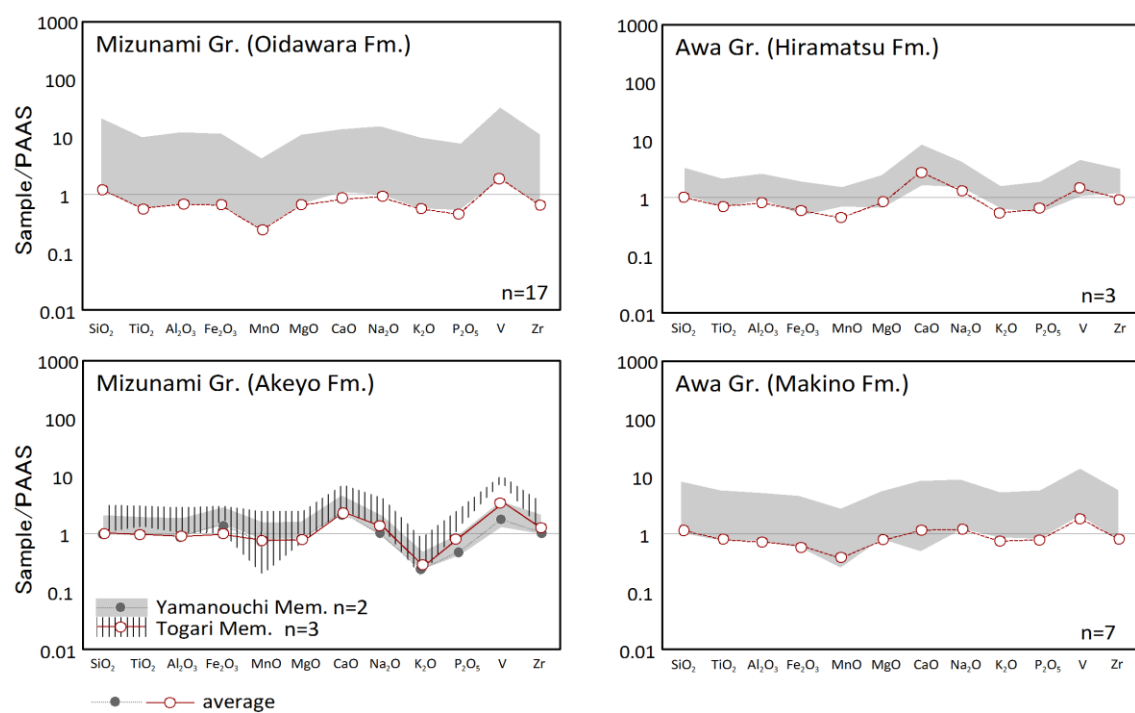 Mizunami Gr. (Oidawara Fm.)
Sample/PAAS
1000
100
10
1
0.1
0.01
n=17
SiO₂ TiO₂ Al₂O₃ Fe₂O₃ MnO MgO CaO Na₂O K₂O P₂O₅ V Zr
Awa Gr. (Hiramatsu Fm.)
1000
100
10
1
0.1
0.01
n=3
SiO₂ TiO₂ Al₂O₃ Fe₂O₃ MnO MgO CaO Na₂O K₂O P₂O₅ V Zr
Mizunami Gr. (Akeyo Fm.)
Sample/PAAS
1000
100
10
1
0.1
0.01
Yamanouchi Mem. n=2
Togari Mem. n=3
SiO₂ TiO₂ Al₂O₃ Fe₂O₃ MnO MgO CaO Na₂O K₂O P₂O₅ V Zr
average
Awa Gr. (Makino Fm.)
1000
100
10
1
0.1
0.01
n=7
SiO₂ TiO₂ Al₂O₃ Fe₂O₃ MnO MgO CaO Na₂O K₂O P₂O₅ V Zr